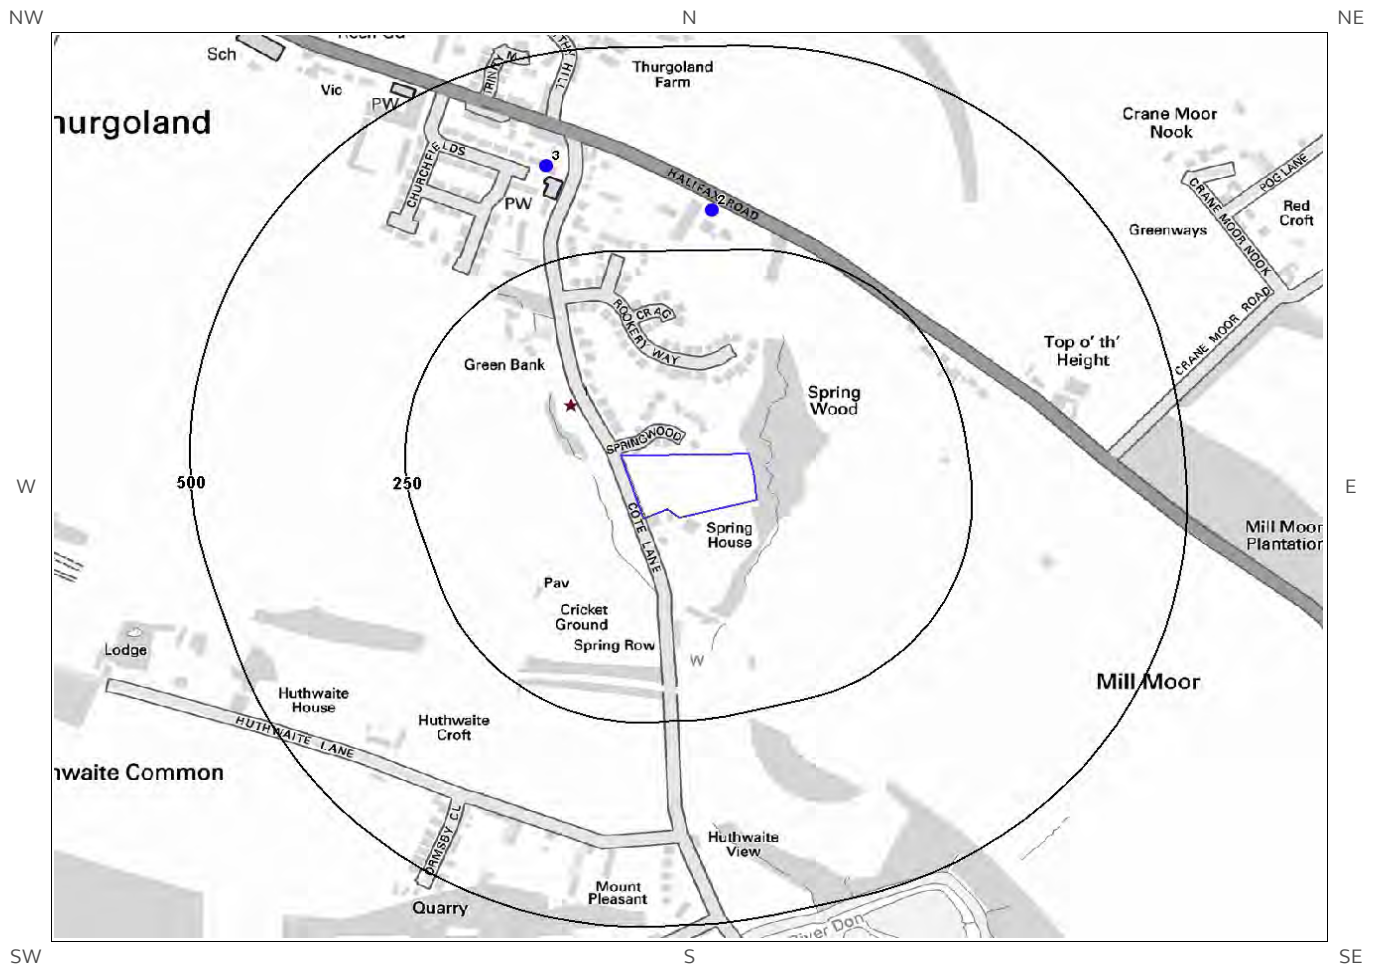 NW
N
NE
Sch
TRINITY M
Thurgoland
Farm
Vic
PW
Crane Moor
Nook
hurgoland
CHURCHFIELDS
3
POG LANE
HALIFAX ROAD
2
CRANE MOOR NOOK
Red
Croft
PW
Greenways
CRAG
ROOKERY WAY
CRANE MOOR ROAD
Top o' th'
Height
Green Bank
Spring
Wood
SPRINGWOOD
W
500
250
E
COTE LANE
Spring
House
Mill Moor
Plantation
Pav
Cricket
Ground
Spring Row
Lodge
W
Mill Moor
Huthwaite
House
Huthwaite
Croft
HUTHWAITE LANE
hwaite Common
ORMSBY CL
Huthwaite
View
Mount
Pleasant
Quarry
River Don
SW
S
SE